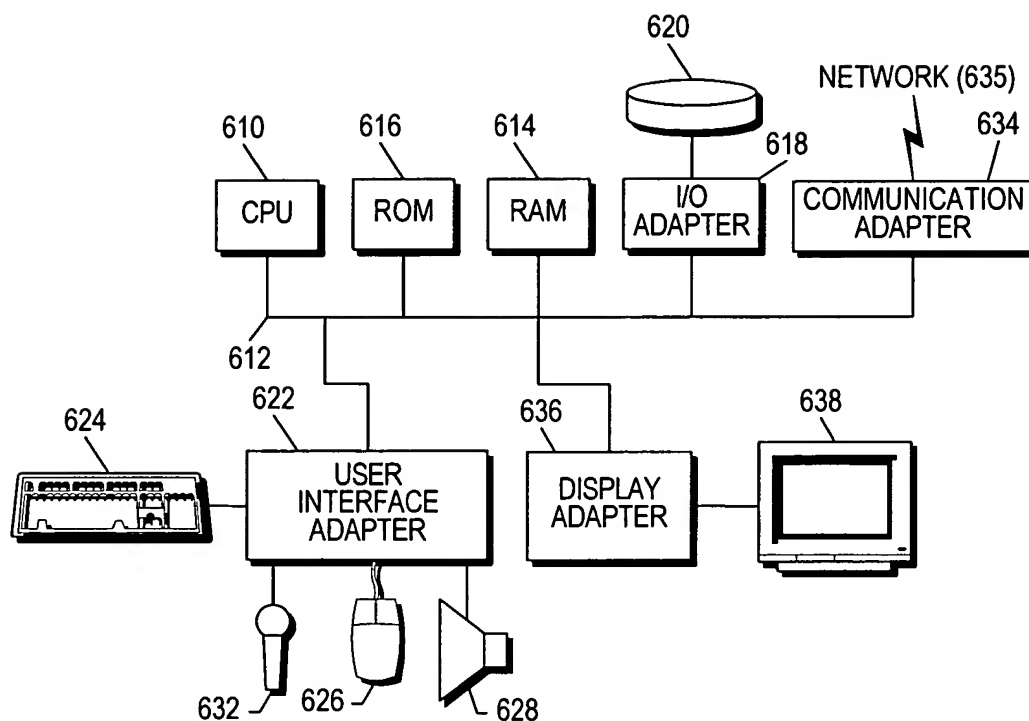 620
NETWORK (635)
610
616
614
618
634
CPU
ROM
RAM
I/O
ADAPTER
COMMUNICATION
ADAPTER
612
624
622
636
638
USER
INTERFACE
ADAPTER
DISPLAY
ADAPTER
632
626
628